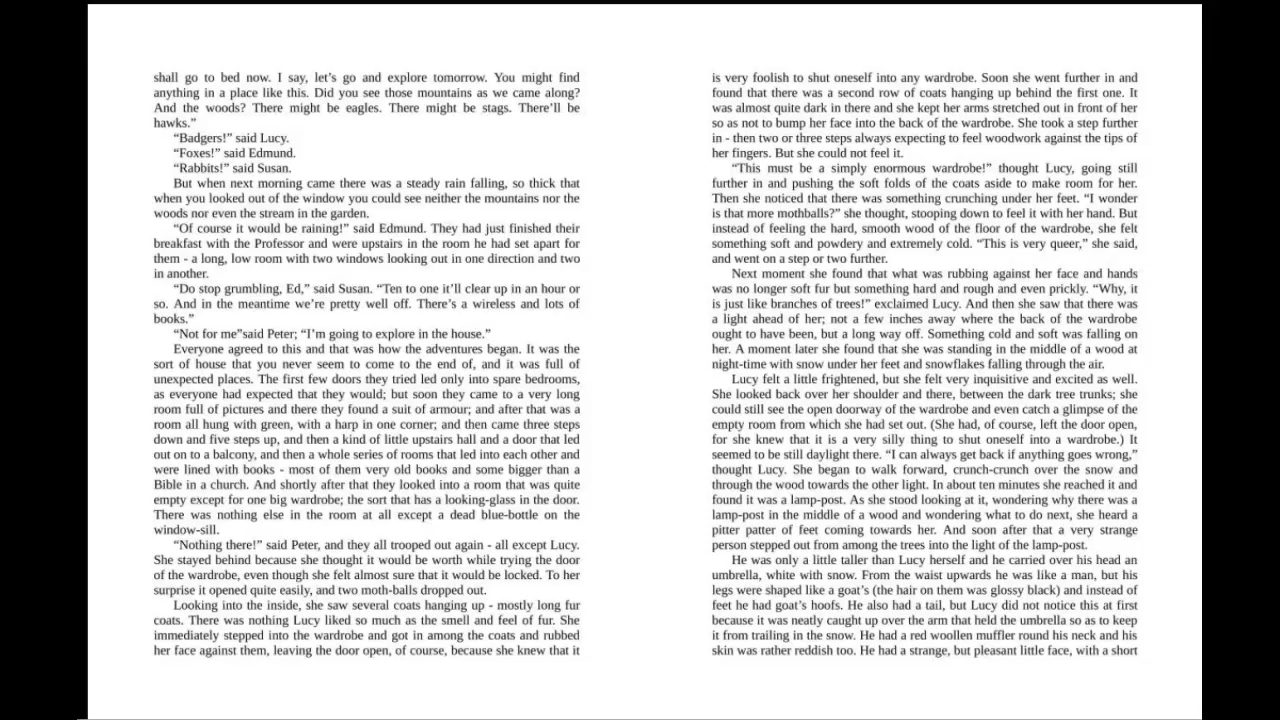 shall go to bed now. I say, let’s go and explore tomorrow. You might find
anything in a place like this. Did you see those mountains as we came along?
And the woods? There might be eagles. There might be stags. There’ll be
hawks.”
“Badgers!” said Lucy.
“Foxes!” said Edmund.
“Rabbits!” said Susan.
But when next morning came there was a steady rain falling, so thick that
when you looked out of the window you could see neither the mountains nor the
woods nor even the stream in the garden.
“Of course it would be raining!” said Edmund. They had just finished their
breakfast with the Professor and were upstairs in the room he had set apart for
them - a long, low room with two windows looking out in one direction and two
in another.
“Do stop grumbling, Ed,” said Susan. “Ten to one it’ll clear up in an hour or
so. And in the meantime we’re pretty well off. There’s a wireless and lots of
books.”
“Not for me”said Peter; “I’m going to explore in the house.”
Everyone agreed to this and that was how the adventures began. It was the
sort of house that you never seem to come to the end of, and it was full of
unexpected places. The first few doors they tried led only into spare bedrooms,
as everyone had expected that they would; but soon they came to a very long
room full of pictures and there they found a suit of armour; and after that was a
room all hung with green, with a harp in one corner; and then came three steps
down and five steps up, and then a kind of little upstairs hall and a door that led
out on to a balcony, and then a whole series of rooms that led into each other and
were lined with books - most of them very old books and some bigger than a
Bible in a church. And shortly after that they looked into a room that was quite
empty except for one big wardrobe; the sort that has a looking-glass in the door.
There was nothing else in the room at all except a dead blue-bottle on the
window-sill.
“Nothing there!” said Peter, and they all trooped out again - all except Lucy.
She stayed behind because she thought it would be worth while trying the door
of the wardrobe, even though she felt almost sure that it would be locked. To her
surprise it opened quite easily, and two moth-balls dropped out.
Looking into the inside, she saw several coats hanging up - mostly long fur
coats. There was nothing Lucy liked so much as the smell and feel of fur. She
immediately stepped into the wardrobe and got in among the coats and rubbed
her face against them, leaving the door open, of course, because she knew that it
is very foolish to shut oneself into any wardrobe. Soon she went further in and
found that there was a second row of coats hanging up behind the first one. It
was almost quite dark in there and she kept her arms stretched out in front of her
so as not to bump her face into the back of the wardrobe. She took a step further
in - then two or three steps always expecting to feel woodwork against the tips of
her fingers. But she could not feel it.
“This must be a simply enormous wardrobe!” thought Lucy, going still
further in and pushing the soft folds of the coats aside to make room for her.
Then she noticed that there was something crunching under her feet. “I wonder
is that more mothballs?” she thought, stooping down to feel it with her hand. But
instead of feeling the hard, smooth wood of the floor of the wardrobe, she felt
something soft and powdery and extremely cold. “This is very queer,” she said,
and went on a step or two further.
Next moment she found that what was rubbing against her face and hands
was no longer soft fur but something hard and rough and even prickly. “Why, it
is just like branches of trees!” exclaimed Lucy. And then she saw that there was
a light ahead of her; not a few inches away where the back of the wardrobe
ought to have been, but a long way off. Something cold and soft was falling on
her. A moment later she found that she was standing in the middle of a wood at
night-time with snow under her feet and snowflakes falling through the air.
Lucy felt a little frightened, but she felt very inquisitive and excited as well.
She looked back over her shoulder and there, between the dark tree trunks; she
could still see the open doorway of the wardrobe and even catch a glimpse of the
empty room from which she had set out. (She had, of course, left the door open,
for she knew that it is a very silly thing to shut oneself into a wardrobe.) It
seemed to be still daylight there. “I can always get back if anything goes wrong,”
thought Lucy. She began to walk forward, crunch-crunch over the snow and
through the wood towards the other light. In about ten minutes she reached it and
found it was a lamp-post. As she stood looking at it, wondering why there was a
lamp-post in the middle of a wood and wondering what to do next, she heard a
pitter patter of feet coming towards her. And soon after that a very strange
person stepped out from among the trees into the light of the lamp-post.
He was only a little taller than Lucy herself and he carried over his head an
umbrella, white with snow. From the waist upwards he was like a man, but his
legs were shaped like a goat’s (the hair on them was glossy black) and instead of
feet he had goat’s hoofs. He also had a tail, but Lucy did not notice this at first
because it was neatly caught up over the arm that held the umbrella so as to keep
it from trailing in the snow. He had a red woollen muffler round his neck and his
skin was rather reddish too. He had a strange, but pleasant little face, with a short